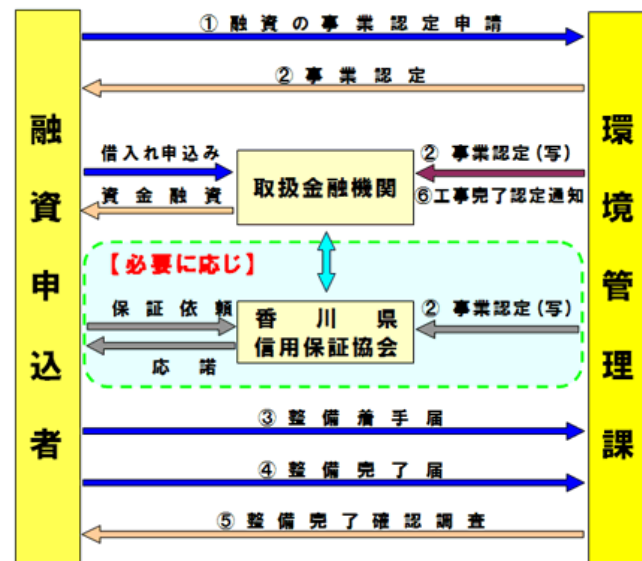 ①融資の事業認定申請
②事業認定
融資申込者
環境管理課
借入れ申込み
資金融資
取扱金融機関
②事業認定(写)
⑥工事完了認定通知
【必要に応じ】
保証依頼
応諾
香川県
信用保証協会
②事業認定(写)
③整備着手届
④整備完了届
⑤整備完了確認調査